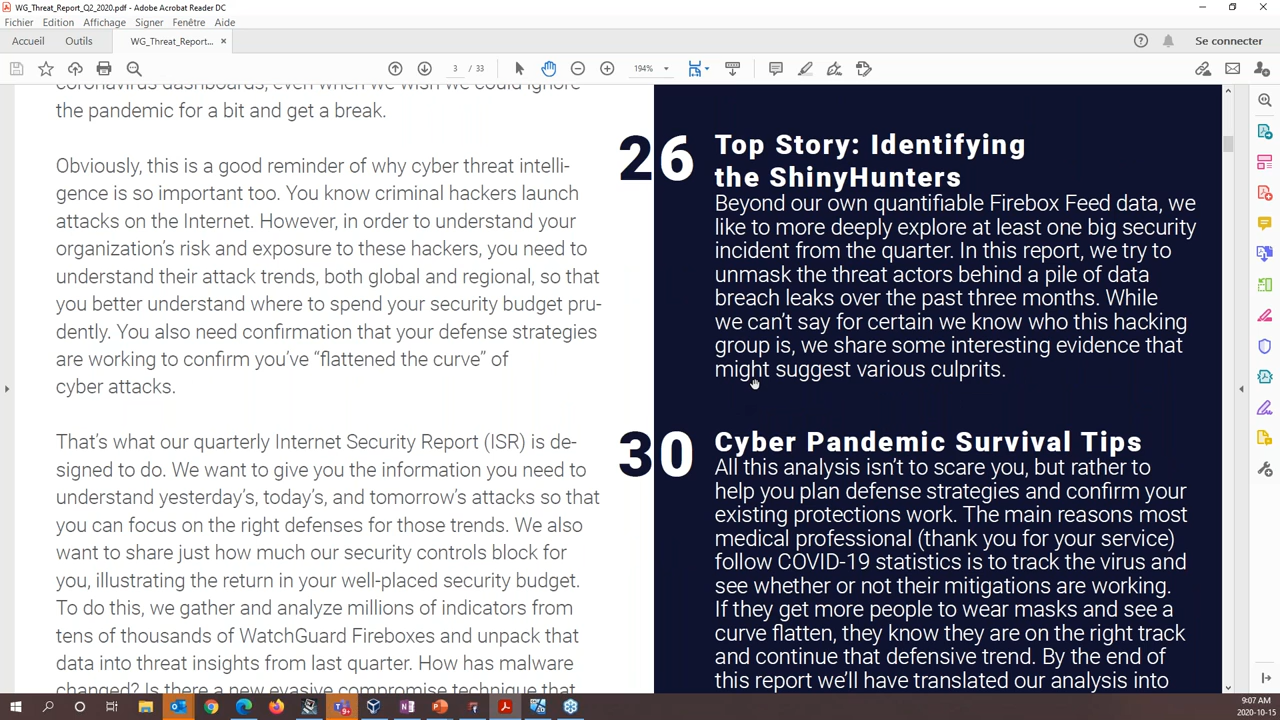 WG_Threat_Report_Q2_2020.pdf - Adobe Acrobat Reader DC
Fichier Edition Affichage Signer Fenêtre Aide
Accueil Outils WG_Threat_Report... × Se connecter
3 / 33 194%
coronavirus dashboards, even when we wish we could ignore
the pandemic for a bit and get a break.
Obviously, this is a good reminder of why cyber threat intelli-
gence is so important too. You know criminal hackers launch
attacks on the Internet. However, in order to understand your
organization’s risk and exposure to these hackers, you need to
understand their attack trends, both global and regional, so that
you better understand where to spend your security budget pru-
dently. You also need confirmation that your defense strategies
are working to confirm you’ve “flattened the curve” of
cyber attacks.
That’s what our quarterly Internet Security Report (ISR) is de-
signed to do. We want to give you the information you need to
understand yesterday’s, today’s, and tomorrow’s attacks so that
you can focus on the right defenses for those trends. We also
want to share just how much our security controls block for
you, illustrating the return in your well-placed security budget.
To do this, we gather and analyze millions of indicators from
tens of thousands of WatchGuard Fireboxes and unpack that
data into threat insights from last quarter. How has malware
changed? Is there a new evasive compromise technique that
26 Top Story: Identifying
the ShinyHunters
Beyond our own quantifiable Firebox Feed data, we
like to more deeply explore at least one big security
incident from the quarter. In this report, we try to
unmask the threat actors behind a pile of data
breach leaks over the past three months. While
we can’t say for certain we know who this hacking
group is, we share some interesting evidence that
might suggest various culprits.
30 Cyber Pandemic Survival Tips
All this analysis isn’t to scare you, but rather to
help you plan defense strategies and confirm your
existing protections work. The main reasons most
medical professional (thank you for your service)
follow COVID-19 statistics is to track the virus and
see whether or not their mitigations are working.
If they get more people to wear masks and see a
curve flatten, they know they are on the right track
and continue that defensive trend. By the end of
this report we’ll have translated our analysis into
9:07 AM
2020-10-15